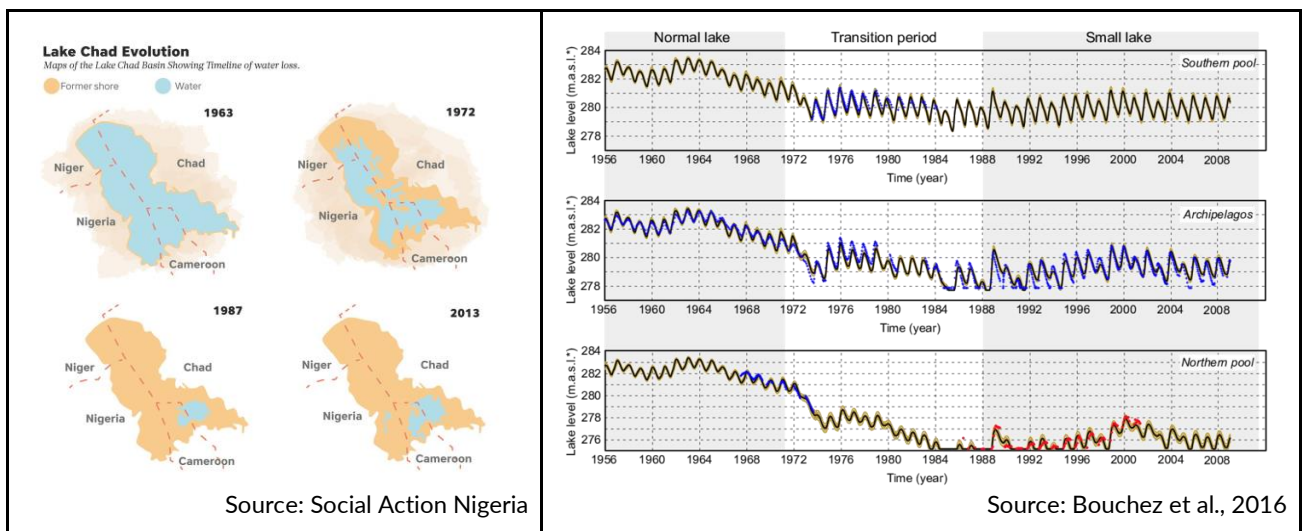 Lake Chad Evolution
Maps of the Lake Chad Basin Showing Timeline of water loss.
Former shore
Water
1963
Niger
Chad
Nigeria
Cameroon
1972
Niger
Chad
Nigeria
Cameroon
1987
Niger
Chad
Nigeria
Cameroon
2013
Niger
Chad
Nigeria
Cameroon
Source: Social Action Nigeria
Normal lake
Transition period
Small lake
Southern pool
Lake level (m.a.s.l.*)
284
282
280
278
1956 1960 1964 1968 1972 1976 1980 1984 1988 1992 1996 2000 2004 2008
Time (year)
Archipelagos
Lake level (m.a.s.l.*)
284
282
280
278
1956 1960 1964 1968 1972 1976 1980 1984 1988 1992 1996 2000 2004 2008
Time (year)
Northern pool
Lake level (m.a.s.l.*)
284
282
278
276
1956 1960 1964 1968 1972 1976 1980 1984 1988 1992 1996 2000 2004 2008
Time (year)
Source: Bouchez et al., 2016